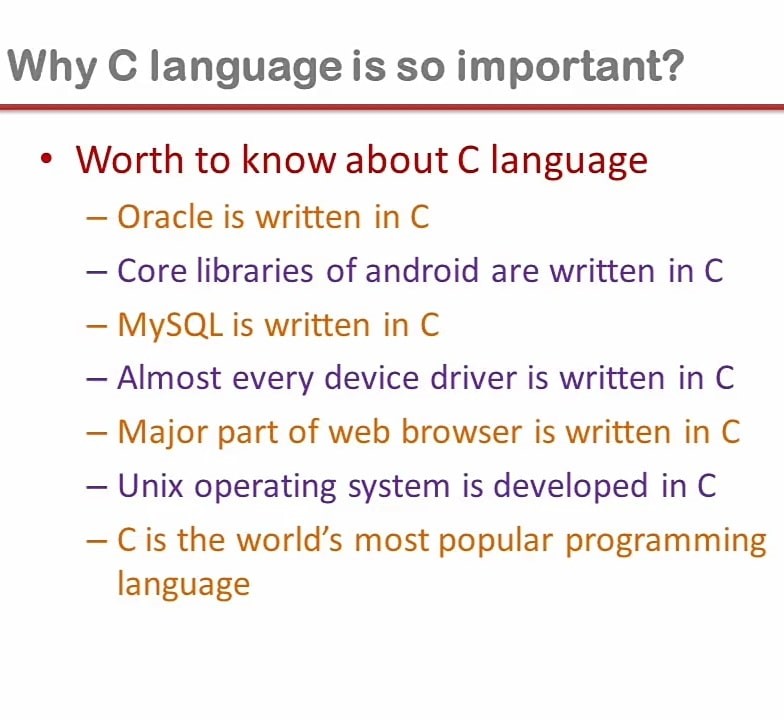 Why C language is so important?
• Worth to know about C language
– Oracle is written in C
– Core libraries of android are written in C
– MySQL is written in C
– Almost every device driver is written in C
– Major part of web browser is written in C
– Unix operating system is developed in C
– C is the world’s most popular programming
language